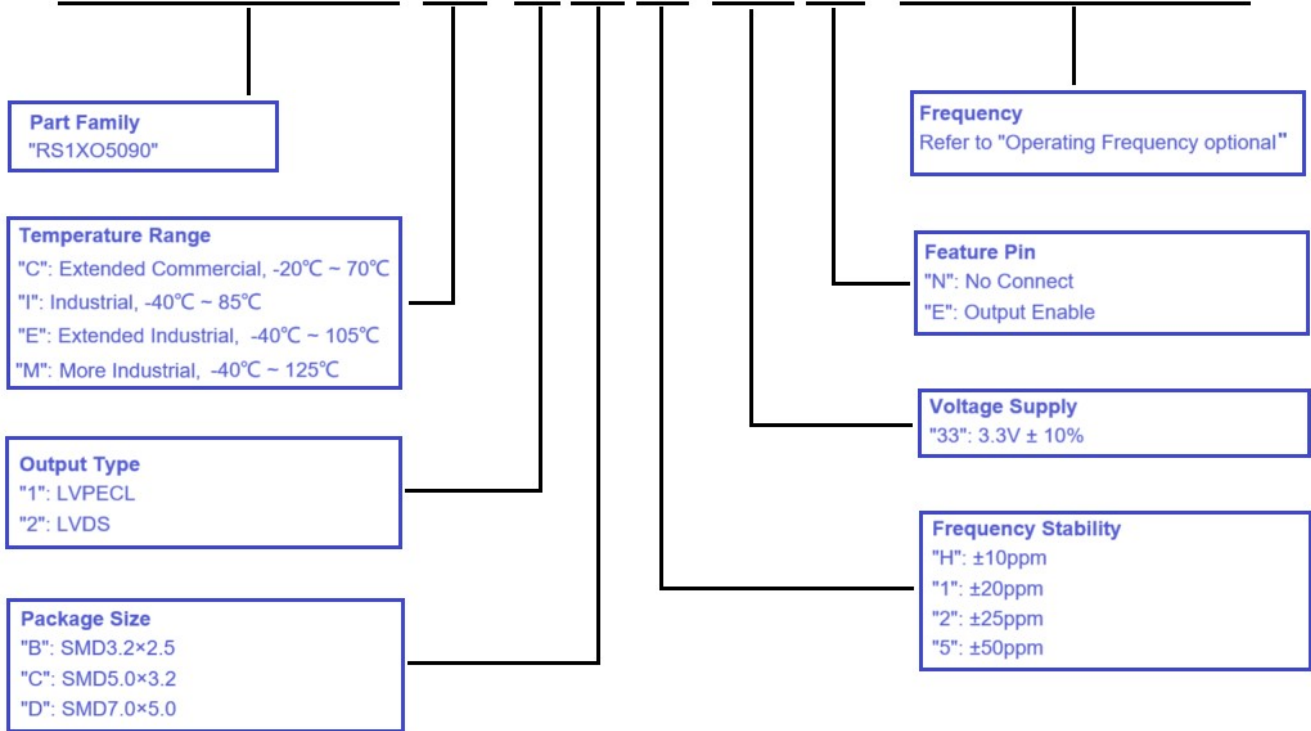 Part Family
"RS1XO5090"
Temperature Range
"C": Extended Commercial, -20℃ ~ 70℃
"I": Industrial, -40℃ ~ 85℃
"E": Extended Industrial, -40℃ ~ 105℃
"M": More Industrial, -40℃ ~ 125℃
Output Type
"1": LVPECL
"2": LVDS
Package Size
"B": SMD3.2×2.5
"C": SMD5.0×3.2
"D": SMD7.0×5.0
Frequency
Refer to "Operating Frequency optional"
Feature Pin
"N": No Connect
"E": Output Enable
Voltage Supply
"33": 3.3V ± 10%
Frequency Stability
"H": ±10ppm
"1": ±20ppm
"2": ±25ppm
"5": ±50ppm